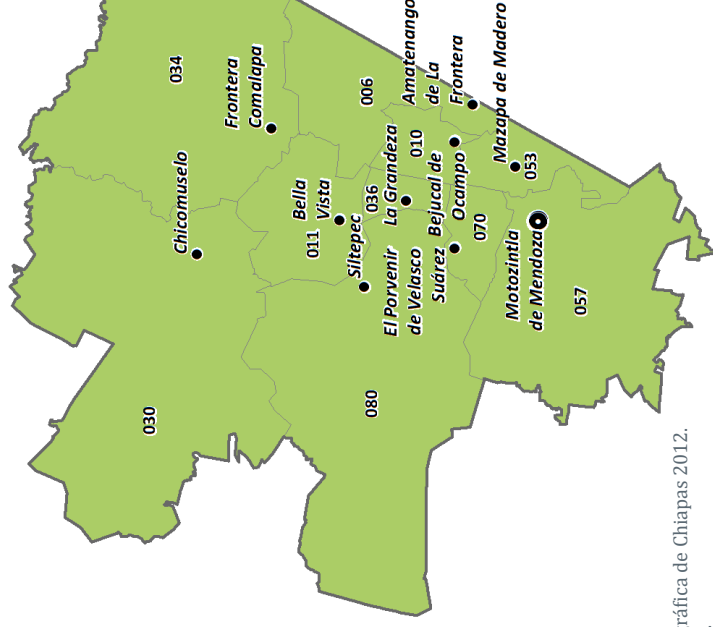 034
Frontera
Comalapa
006
Amatenango
de La
Frontera
Mazapa de Madero
Chicomuselo
Bella
Vista
011
036
La Grandeza
010
Bejucal de
Ocampo
053
Siltepec
El Porvenir
de Velasco
Suárez
070
Motozintla
de Mendoza
057
030
080
ráfica de Chiapas 2012.